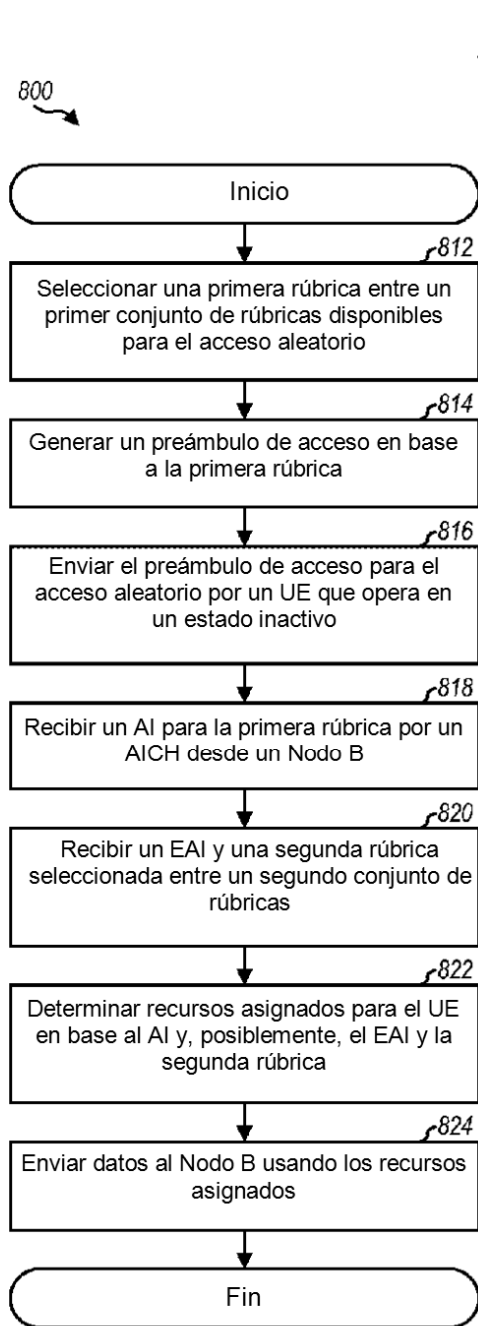 800
Inicio
812
Seleccionar una primera rúbrica entre un
primer conjunto de rúbricas disponibles
para el acceso aleatorio
814
Generar un preámbulo de acceso en base
a la primera rúbrica
816
Enviar el preámbulo de acceso para el
acceso aleatorio por un UE que opera en
un estado inactivo
818
Recibir un AI para la primera rúbrica por un
AICH desde un Nodo B
820
Recibir un EAI y una segunda rúbrica
seleccionada entre un segundo conjunto de
rúbricas
822
Determinar recursos asignados para el UE
en base al AI y, posiblemente, el EAI y la
segunda rúbrica
824
Enviar datos al Nodo B usando los recursos
asignados
Fin